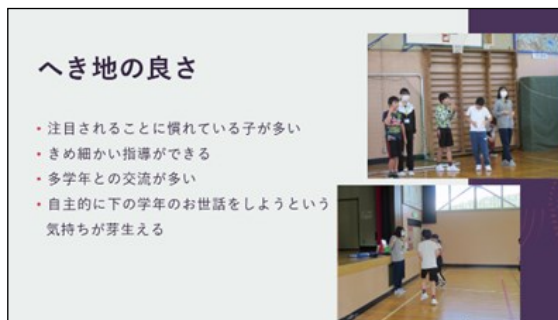 へき地の良さ
・注目されることに慣れている子が多い
・きめ細かい指導ができる
・多学年との交流が多い
・自主的に下の学年のお世話をしようという
気持ちが芽生える